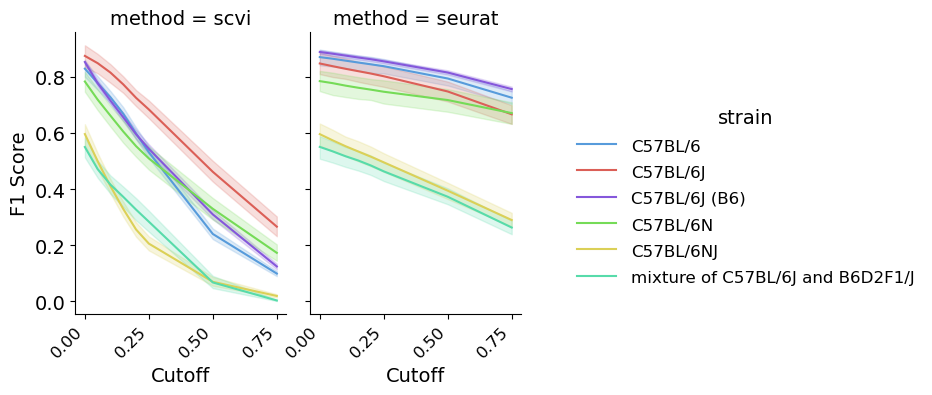 method = scvi
method = seurat
F1 Score
0.8
0.6
0.4
0.2
0.0
0.00
0.25
0.50
0.75
Cutoff
0.00
0.25
0.50
0.75
Cutoff
strain
C57BL/6
C57BL/6J
C57BL/6J (B6)
C57BL/6N
C57BL/6NJ
mixture of C57BL/6J and B6D2F1/J